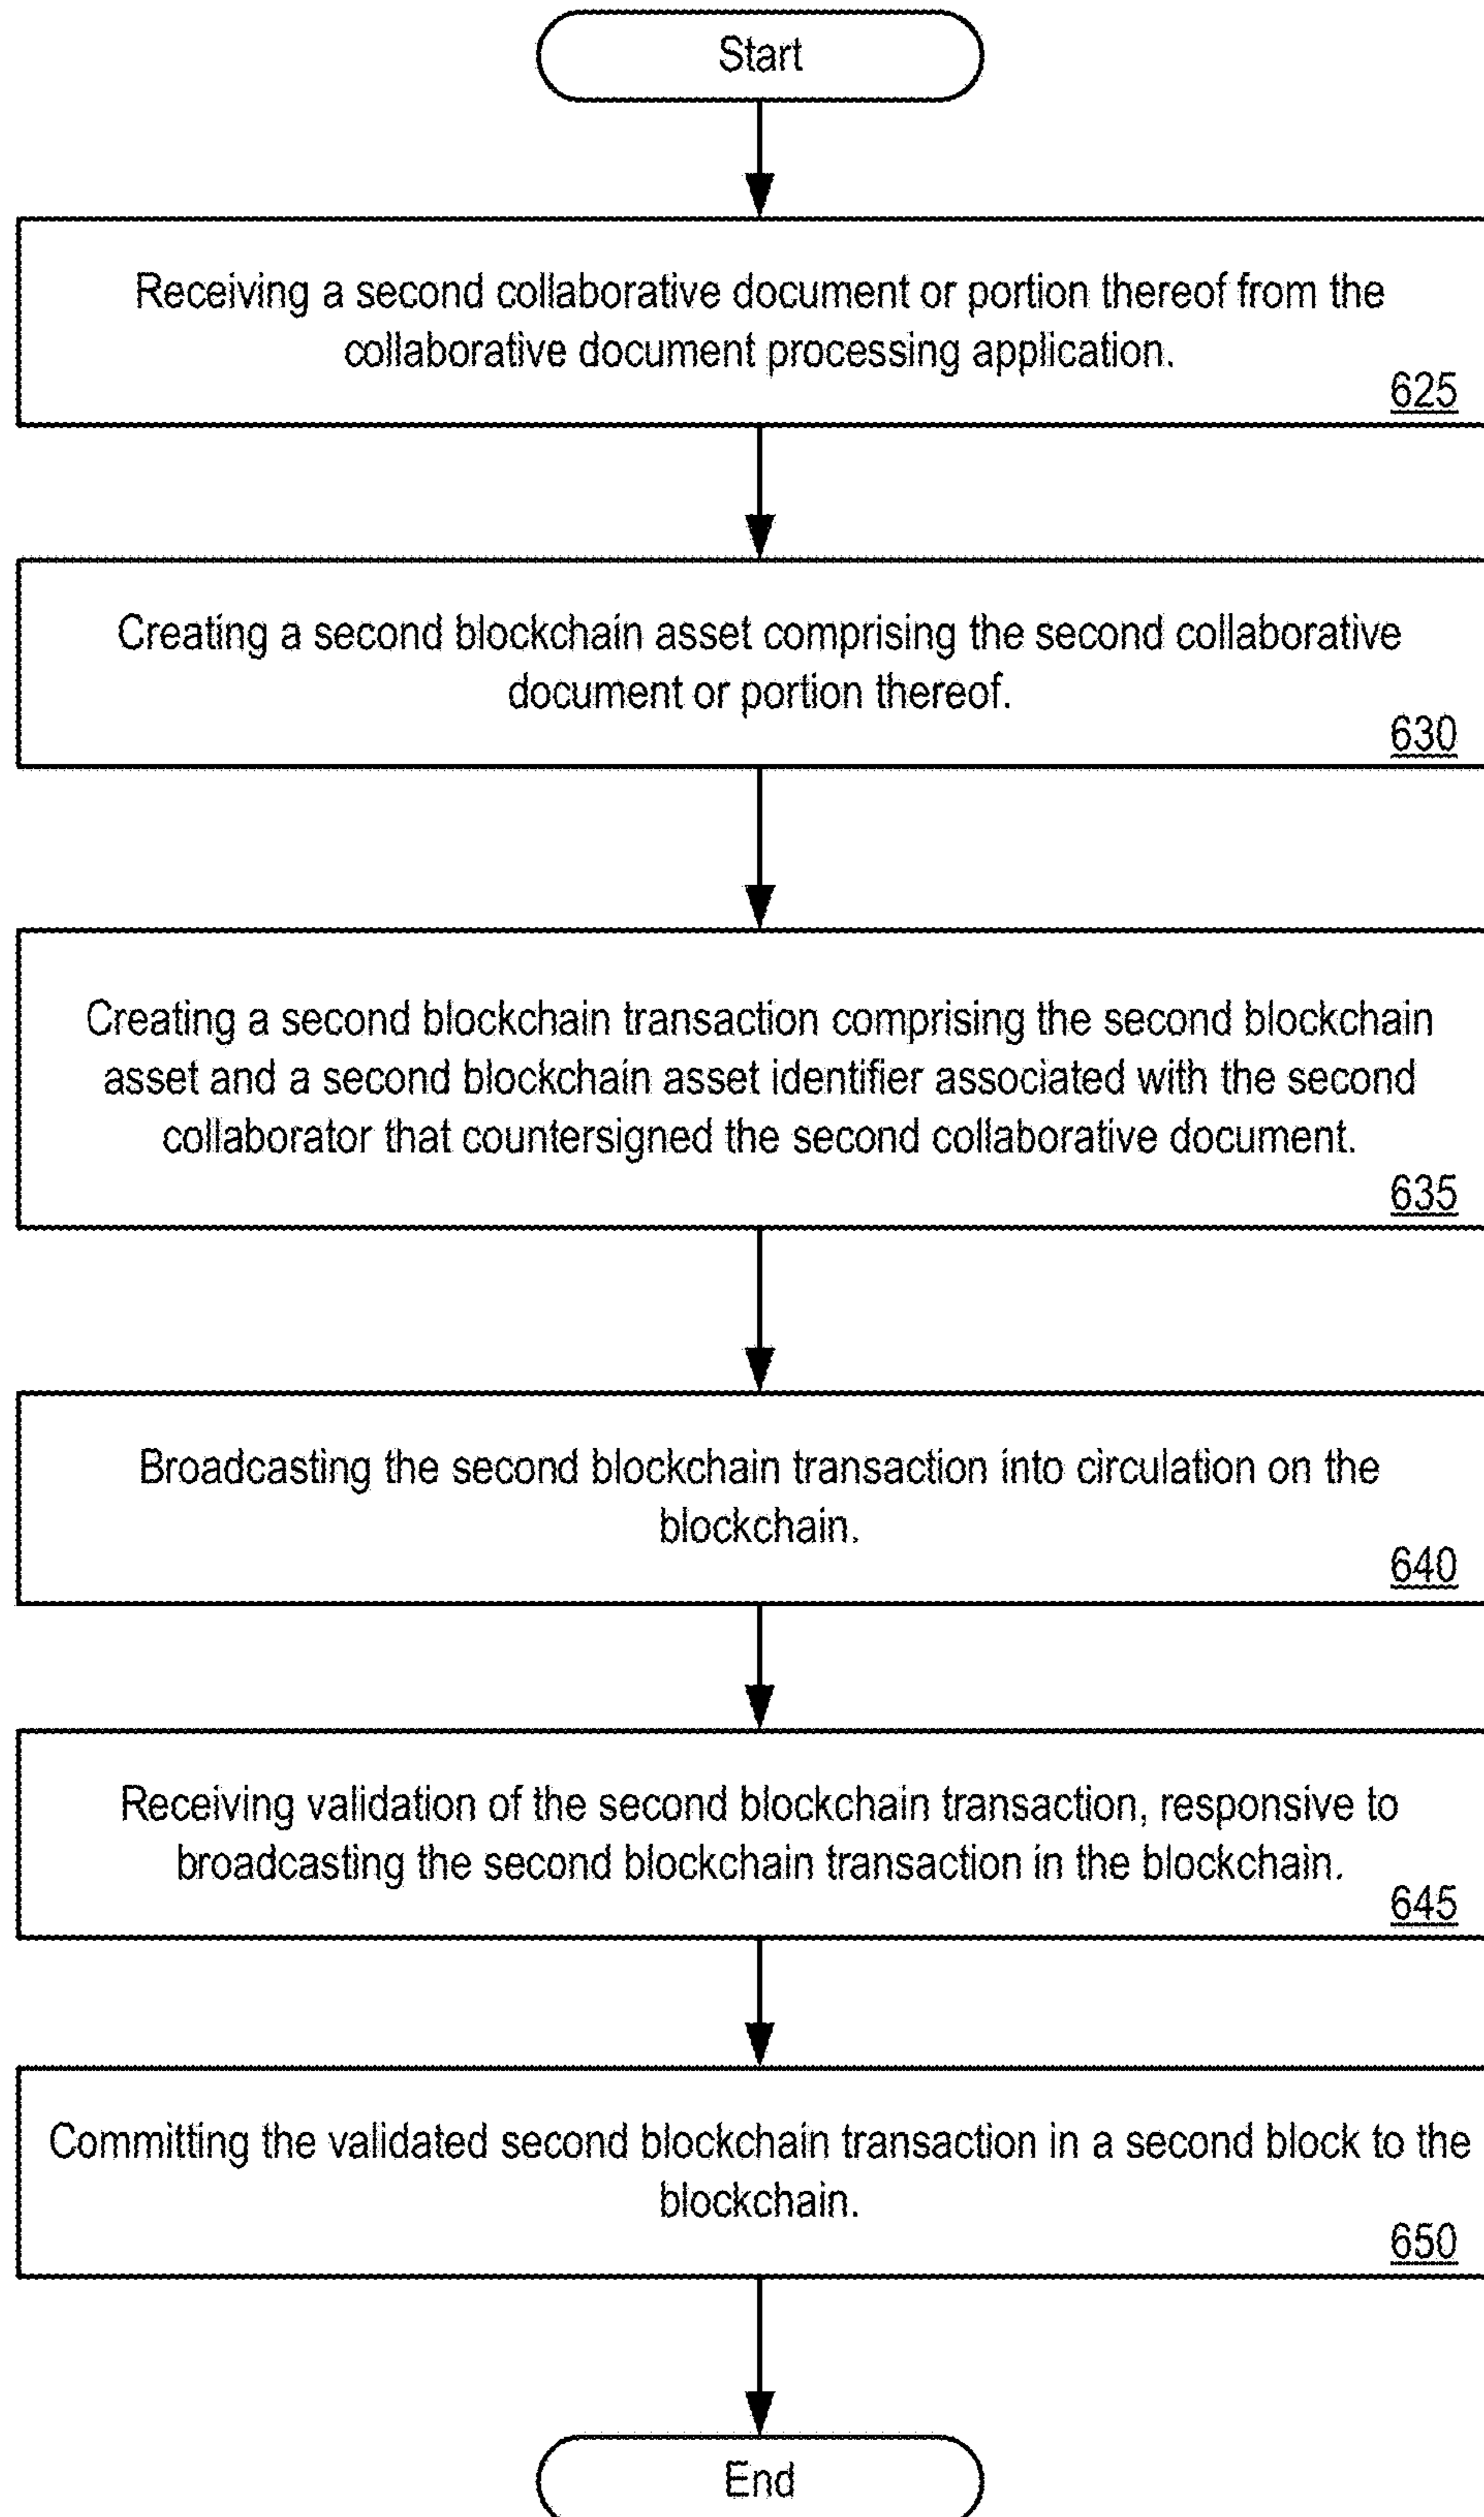 Start
Receiving a second collaborative document or portion thereof from the
collaborative document processing application.
625
Creating a second blockchain asset comprising the second collaborative
document or portion thereof.
630
Creating a second blockchain transaction comprising the second blockchain
asset and a second blockchain asset identifier associated with the second
collaborator that countersigned the second collaborative document.
635
Broadcasting the second blockchain transaction into circulation on the
blockchain.
640
Receiving validation of the second blockchain transaction, responsive to
broadcasting the second blockchain transaction in the blockchain.
645
Committing the validated second blockchain transaction in a second block to the
blockchain.
650
End